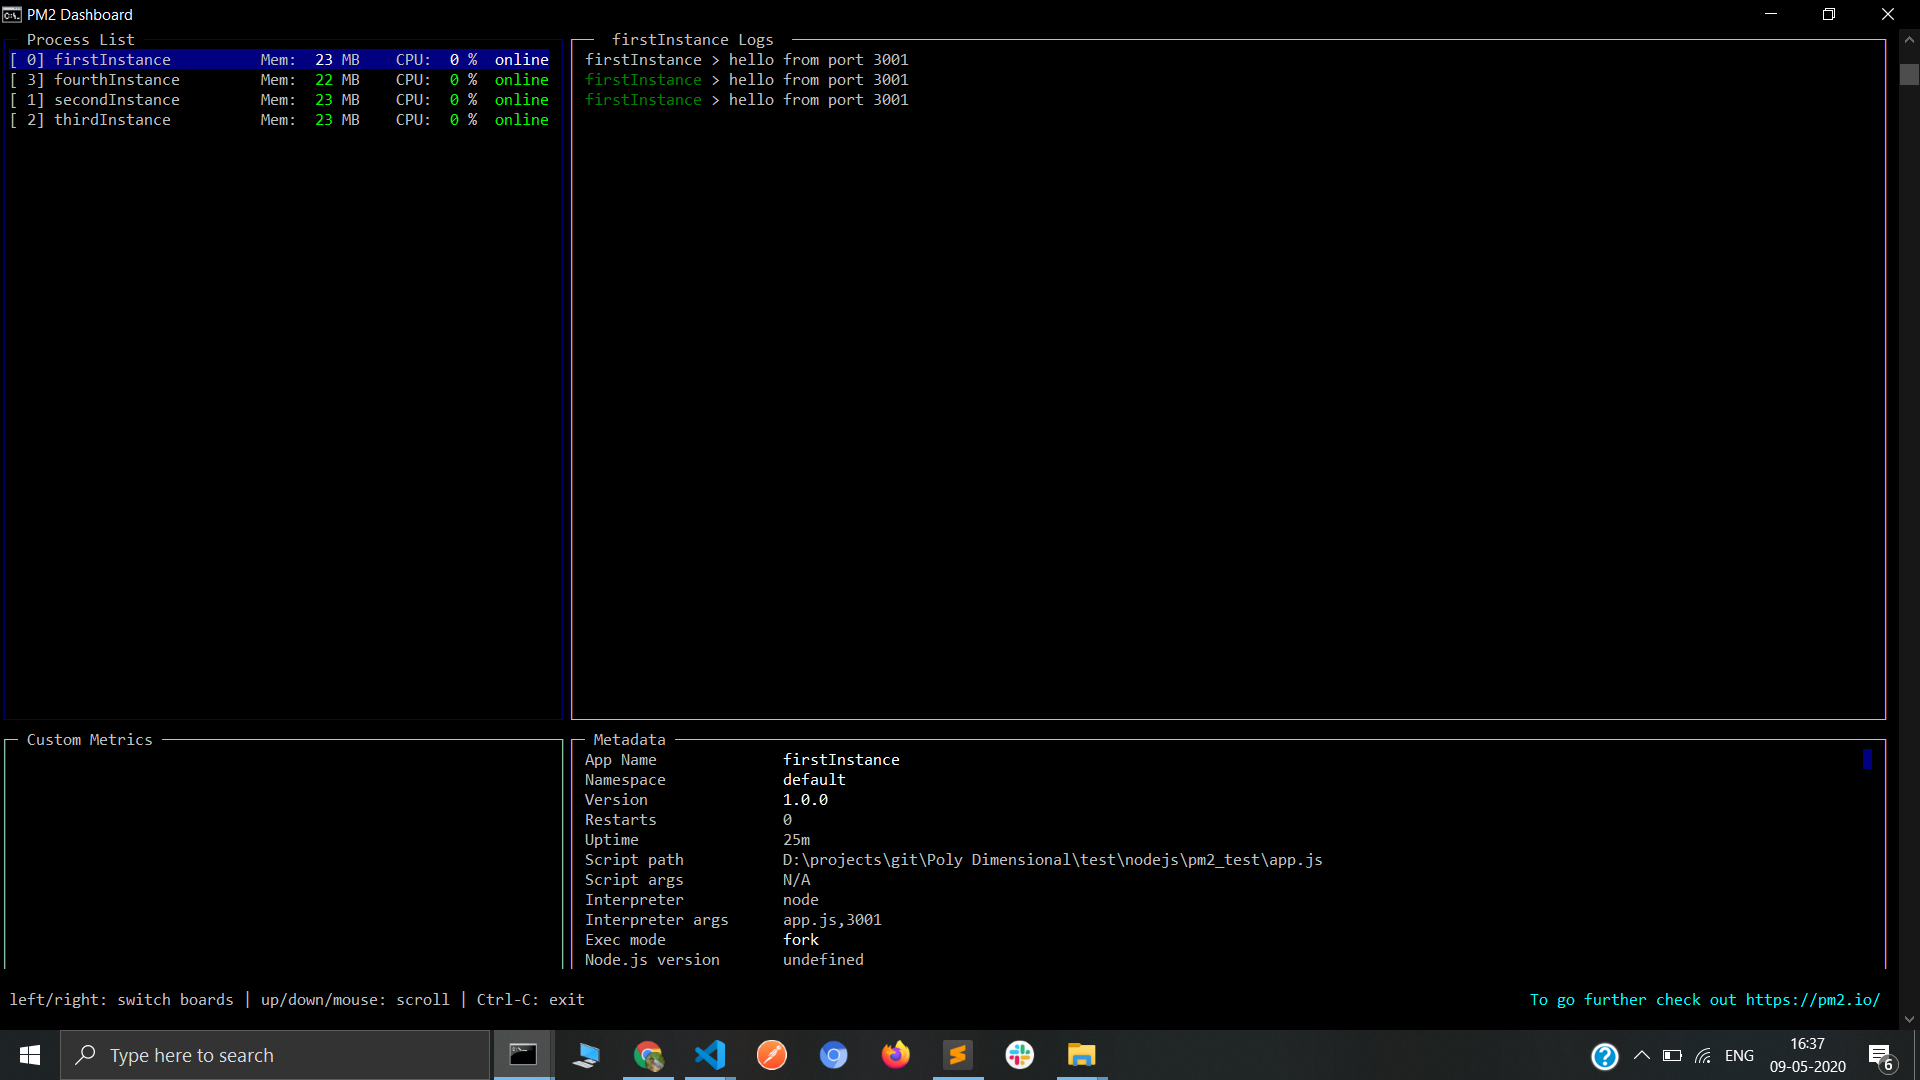 PM2 Dashboard
Process List
[ 0] firstInstance Mem: 23 MB CPU: 0 % online
[ 3] fourthInstance Mem: 22 MB CPU: 0 % online
[ 1] secondInstance Mem: 23 MB CPU: 0 % online
[ 2] thirdInstance Mem: 23 MB CPU: 0 % online
firstInstance Logs
firstInstance > hello from port 3001
firstInstance > hello from port 3001
firstInstance > hello from port 3001
Custom Metrics
Metadata
App Name firstInstance
Namespace default
Version 1.0.0
Restarts 0
Uptime 25m
Script path D:\projects\git\Poly Dimensional\test\nodejs\pm2_test\app.js
Script args N/A
Interpreter node
Interpreter args app.js,3001
Exec mode fork
Node.js version undefined
left/right: switch boards | up/down/mouse: scroll | Ctrl-C: exit
To go further check out https://pm2.io/
Type here to search
ENG
16:37
09-05-2020
6